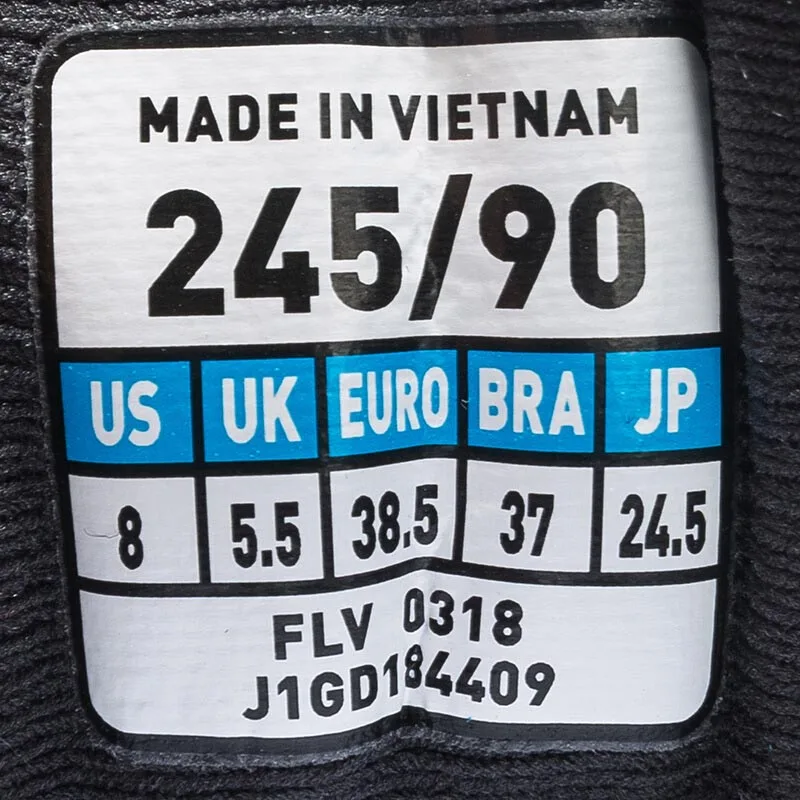 MADE IN VIETNAM
245/90
US UK EURO BRA JP
8 5.5 38.5 37 24.5
FLV 0318
J1GD184409